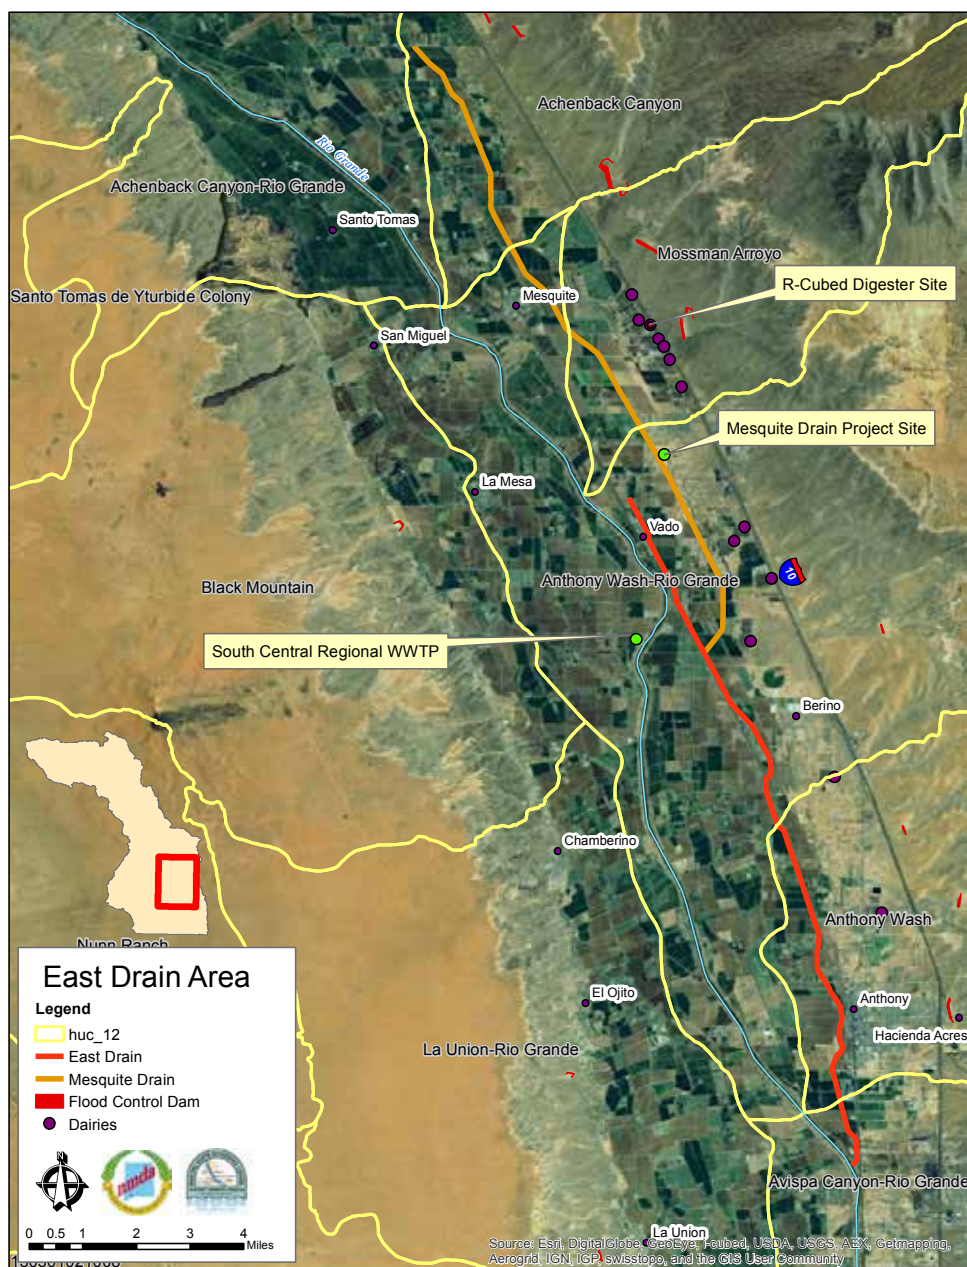 Achenback Canyon
Rio Grande
Achenback Canyon-Rio Grande
Santo Tomas
Mossman Arroyo
R-Cubed Digester Site
Santo Tomas de Yturbide Colony
Mesquite
San Miguel
Mesquite Drain Project Site
La Mesa
Vado
10
Anthony Wash-Rio Grande
Black Mountain
South Central Regional WWTP
Berino
Chamberino
Anthony Wash
Nunn Ranch
El Ojito
Anthony
Hacienda Acres
La Union-Rio Grande
Avispa Canyon-Rio Grande
La Union
East Drain Area
Legend
huc_12
East Drain
Mesquite Drain
Flood Control Dam
Dairies
N
nmda
0 0.5 1 2 3 4
Miles
Source: Esri, DigitalGlobe, GeoEye, i-cubed, USDA, USGS, AEX, Getmapping,
Aerogrid, IGN, IGP, swisstopo, and the GIS User Community